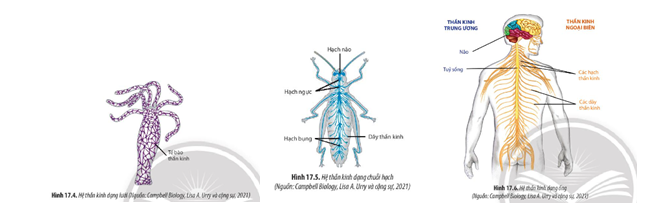 Tế bào
thần kinh
Hình 17.4. Hệ thần kinh dạng lưới
(Nguồn: Campbell Biology, Lisa A. Urry và cộng sự, 2021)
Hạch não
Hạch ngực
Hạch bụng
Dây thần kinh
Hình 17.5. Hệ thần kinh dạng chuỗi hạch
(Nguồn: Campbell Biology, Lisa A. Urry và cộng sự, 2021)
THẦN KINH
TRUNG ƯƠNG
THẦN KINH
NGOẠI BIÊN
Não
Tuỷ sống
Các hạch
thần kinh
Các dây
thần kinh
Hình 17.6. Hệ thần kinh dạng ống
(Nguồn: Campbell Biology, Lisa A. Urry và cộng sự, 2021)